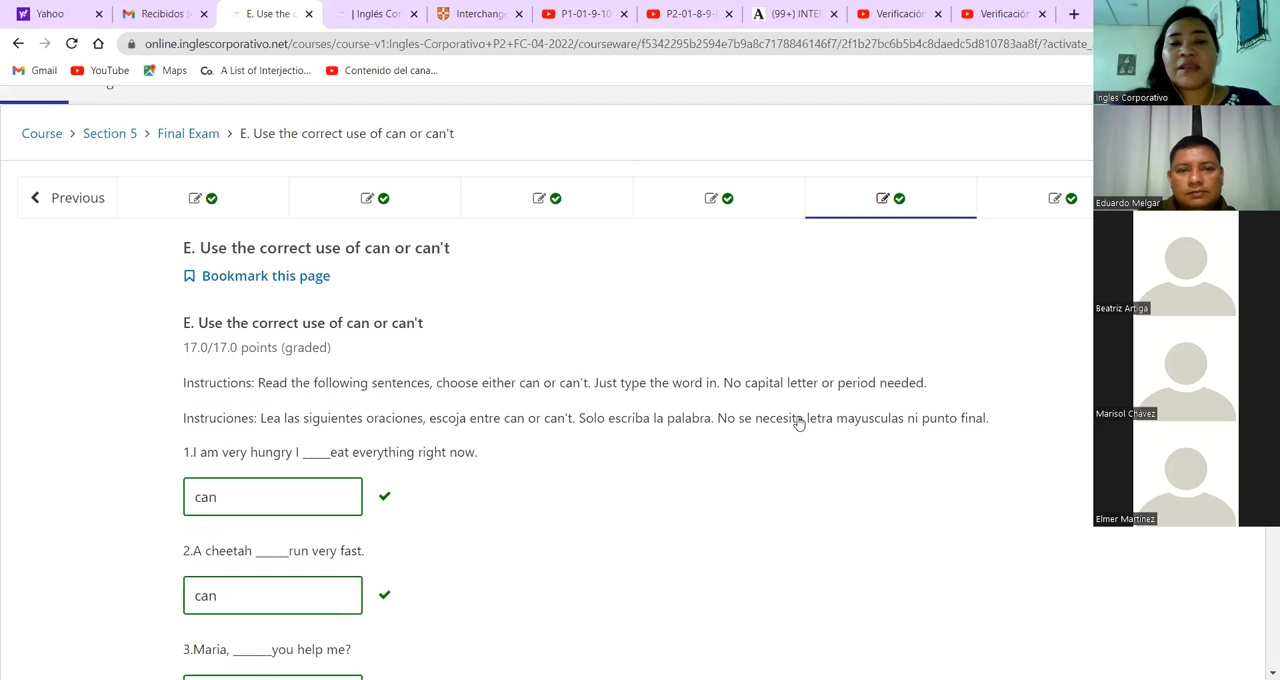 Yahoo
Recibidos (
E. Use the c
Inglés Cor
Interchang
P1-01-9-10
P2-01-8-9-
(99+) INTE
Verificación
Verificación
online.inglescorporativo.net/courses/course-v1:Ingles-Corporativo+P2+FC-04-2022/courseware/f5342295b2594e7b9a8c7178846146f7/2f1b27bc6b5b4c8daedc5d810783aa8f/?activate_
Gmail
YouTube
Maps
Co. A List of Interjectio...
Contenido del cana...
Course > Section 5 > Final Exam > E. Use the correct use of can or can't
Previous
E. Use the correct use of can or can't
Bookmark this page
E. Use the correct use of can or can't
17.0/17.0 points (graded)
Instructions: Read the following sentences, choose either can or can't. Just type the word in. No capital letter or period needed.
Instruciones: Lea las siguientes oraciones, escoja entre can or can't. Solo escriba la palabra. No se necesita letra mayusculas ni punto final.
1.I am very hungry I ____eat everything right now.
can
2.A cheetah _____run very fast.
can
3.Maria, ______you help me?
Ingles Corporativo
Eduardo Melgar
Beatriz Artiga
Marisol Chávez
Elmer Martinez